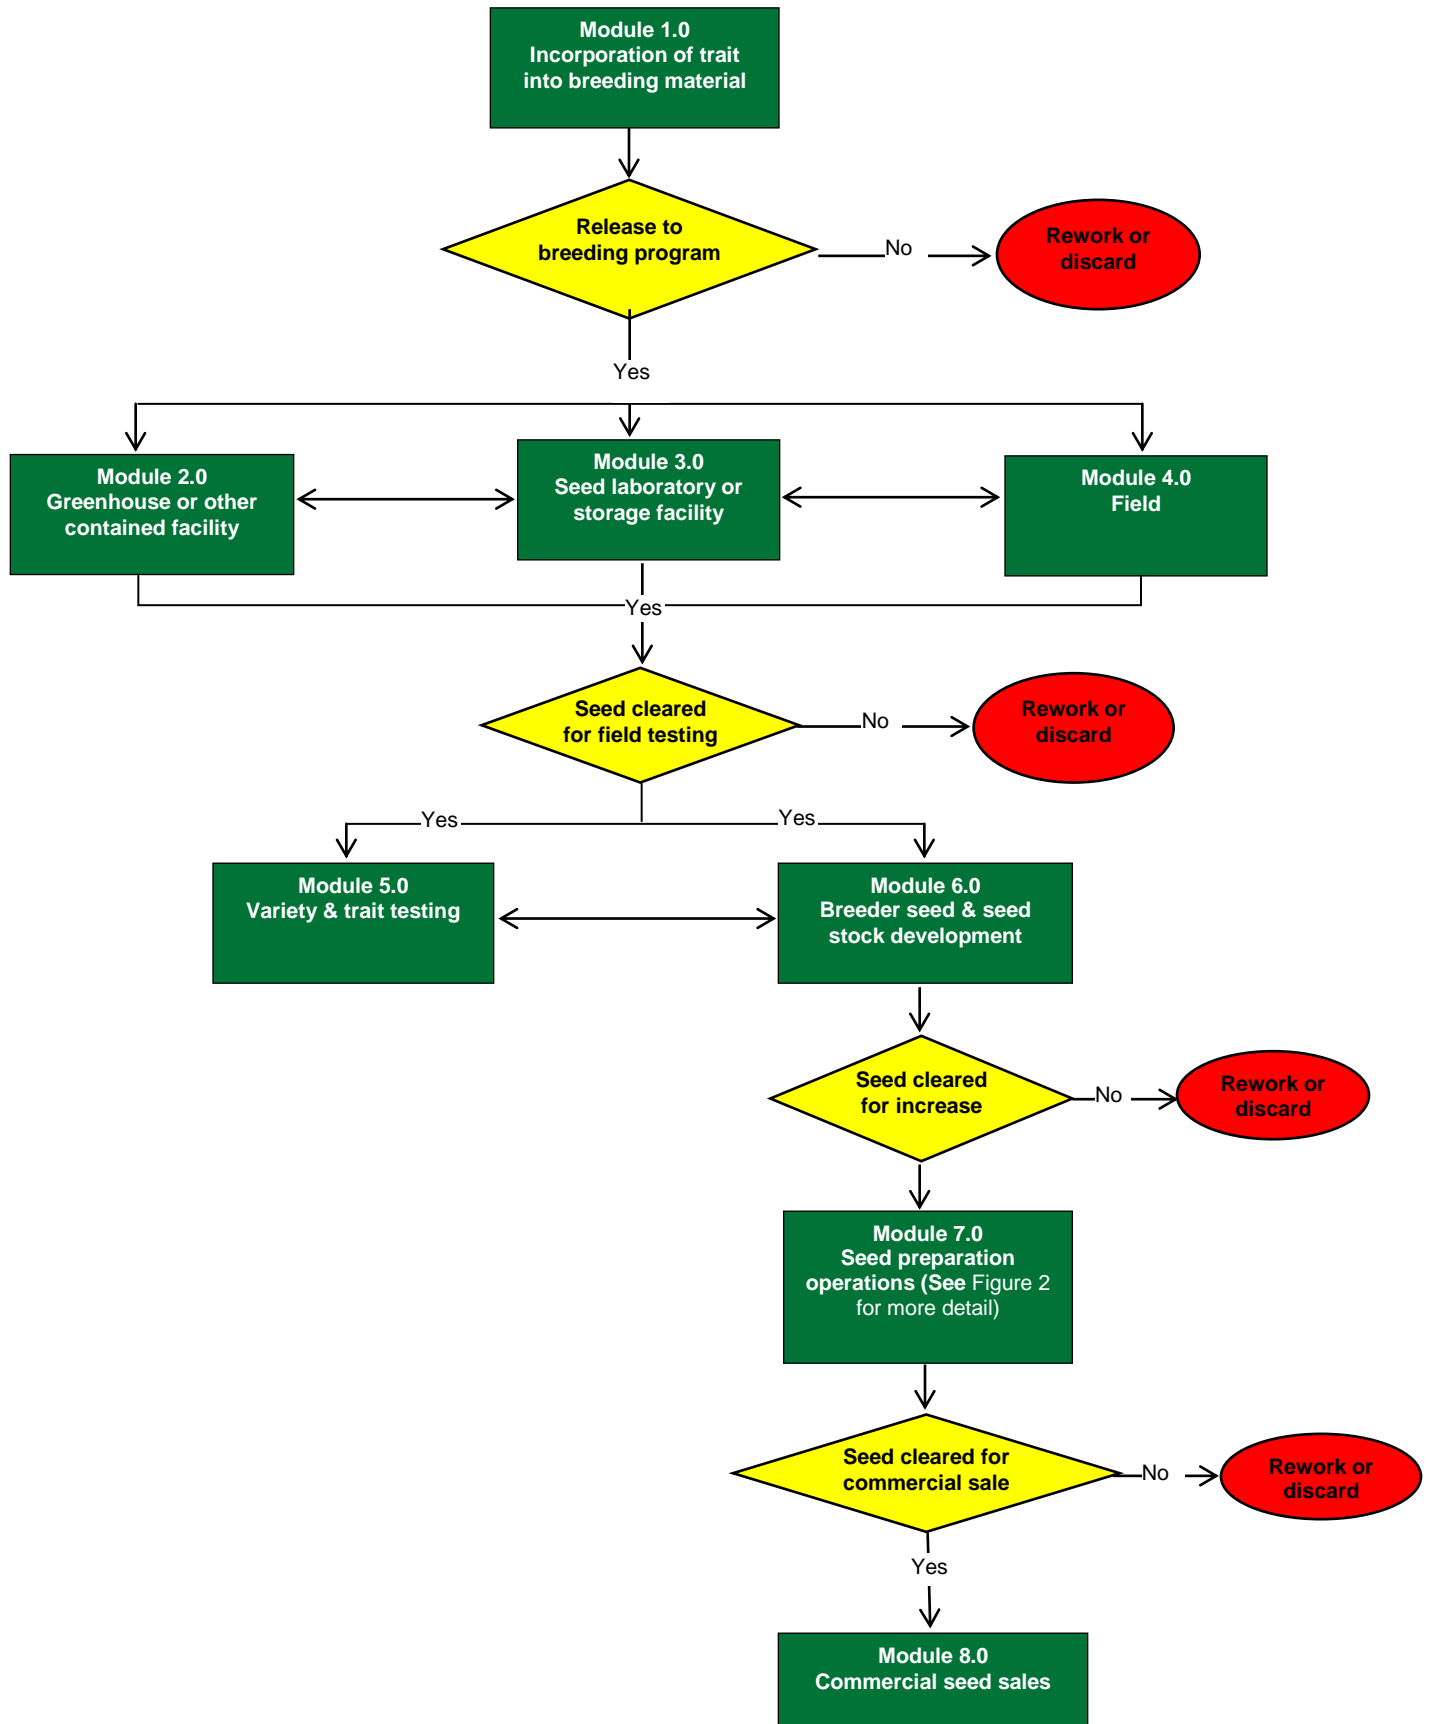 Module 1.0
Incorporation of trait
into breeding material
Release to
breeding program
No
Rework or
discard
Yes
Module 2.0
Greenhouse or other
contained facility
Module 3.0
Seed laboratory or
storage facility
Module 4.0
Field
Yes
Seed cleared
for field testing
No
Rework or
discard
Yes
Yes
Module 5.0
Variety & trait testing
Module 6.0
Breeder seed & seed
stock development
Seed cleared
for increase
No
Rework or
discard
Module 7.0
Seed preparation
operations (See Figure 2
for more detail)
Seed cleared for
commercial sale
No
Rework or
discard
Yes
Module 8.0
Commercial seed sales